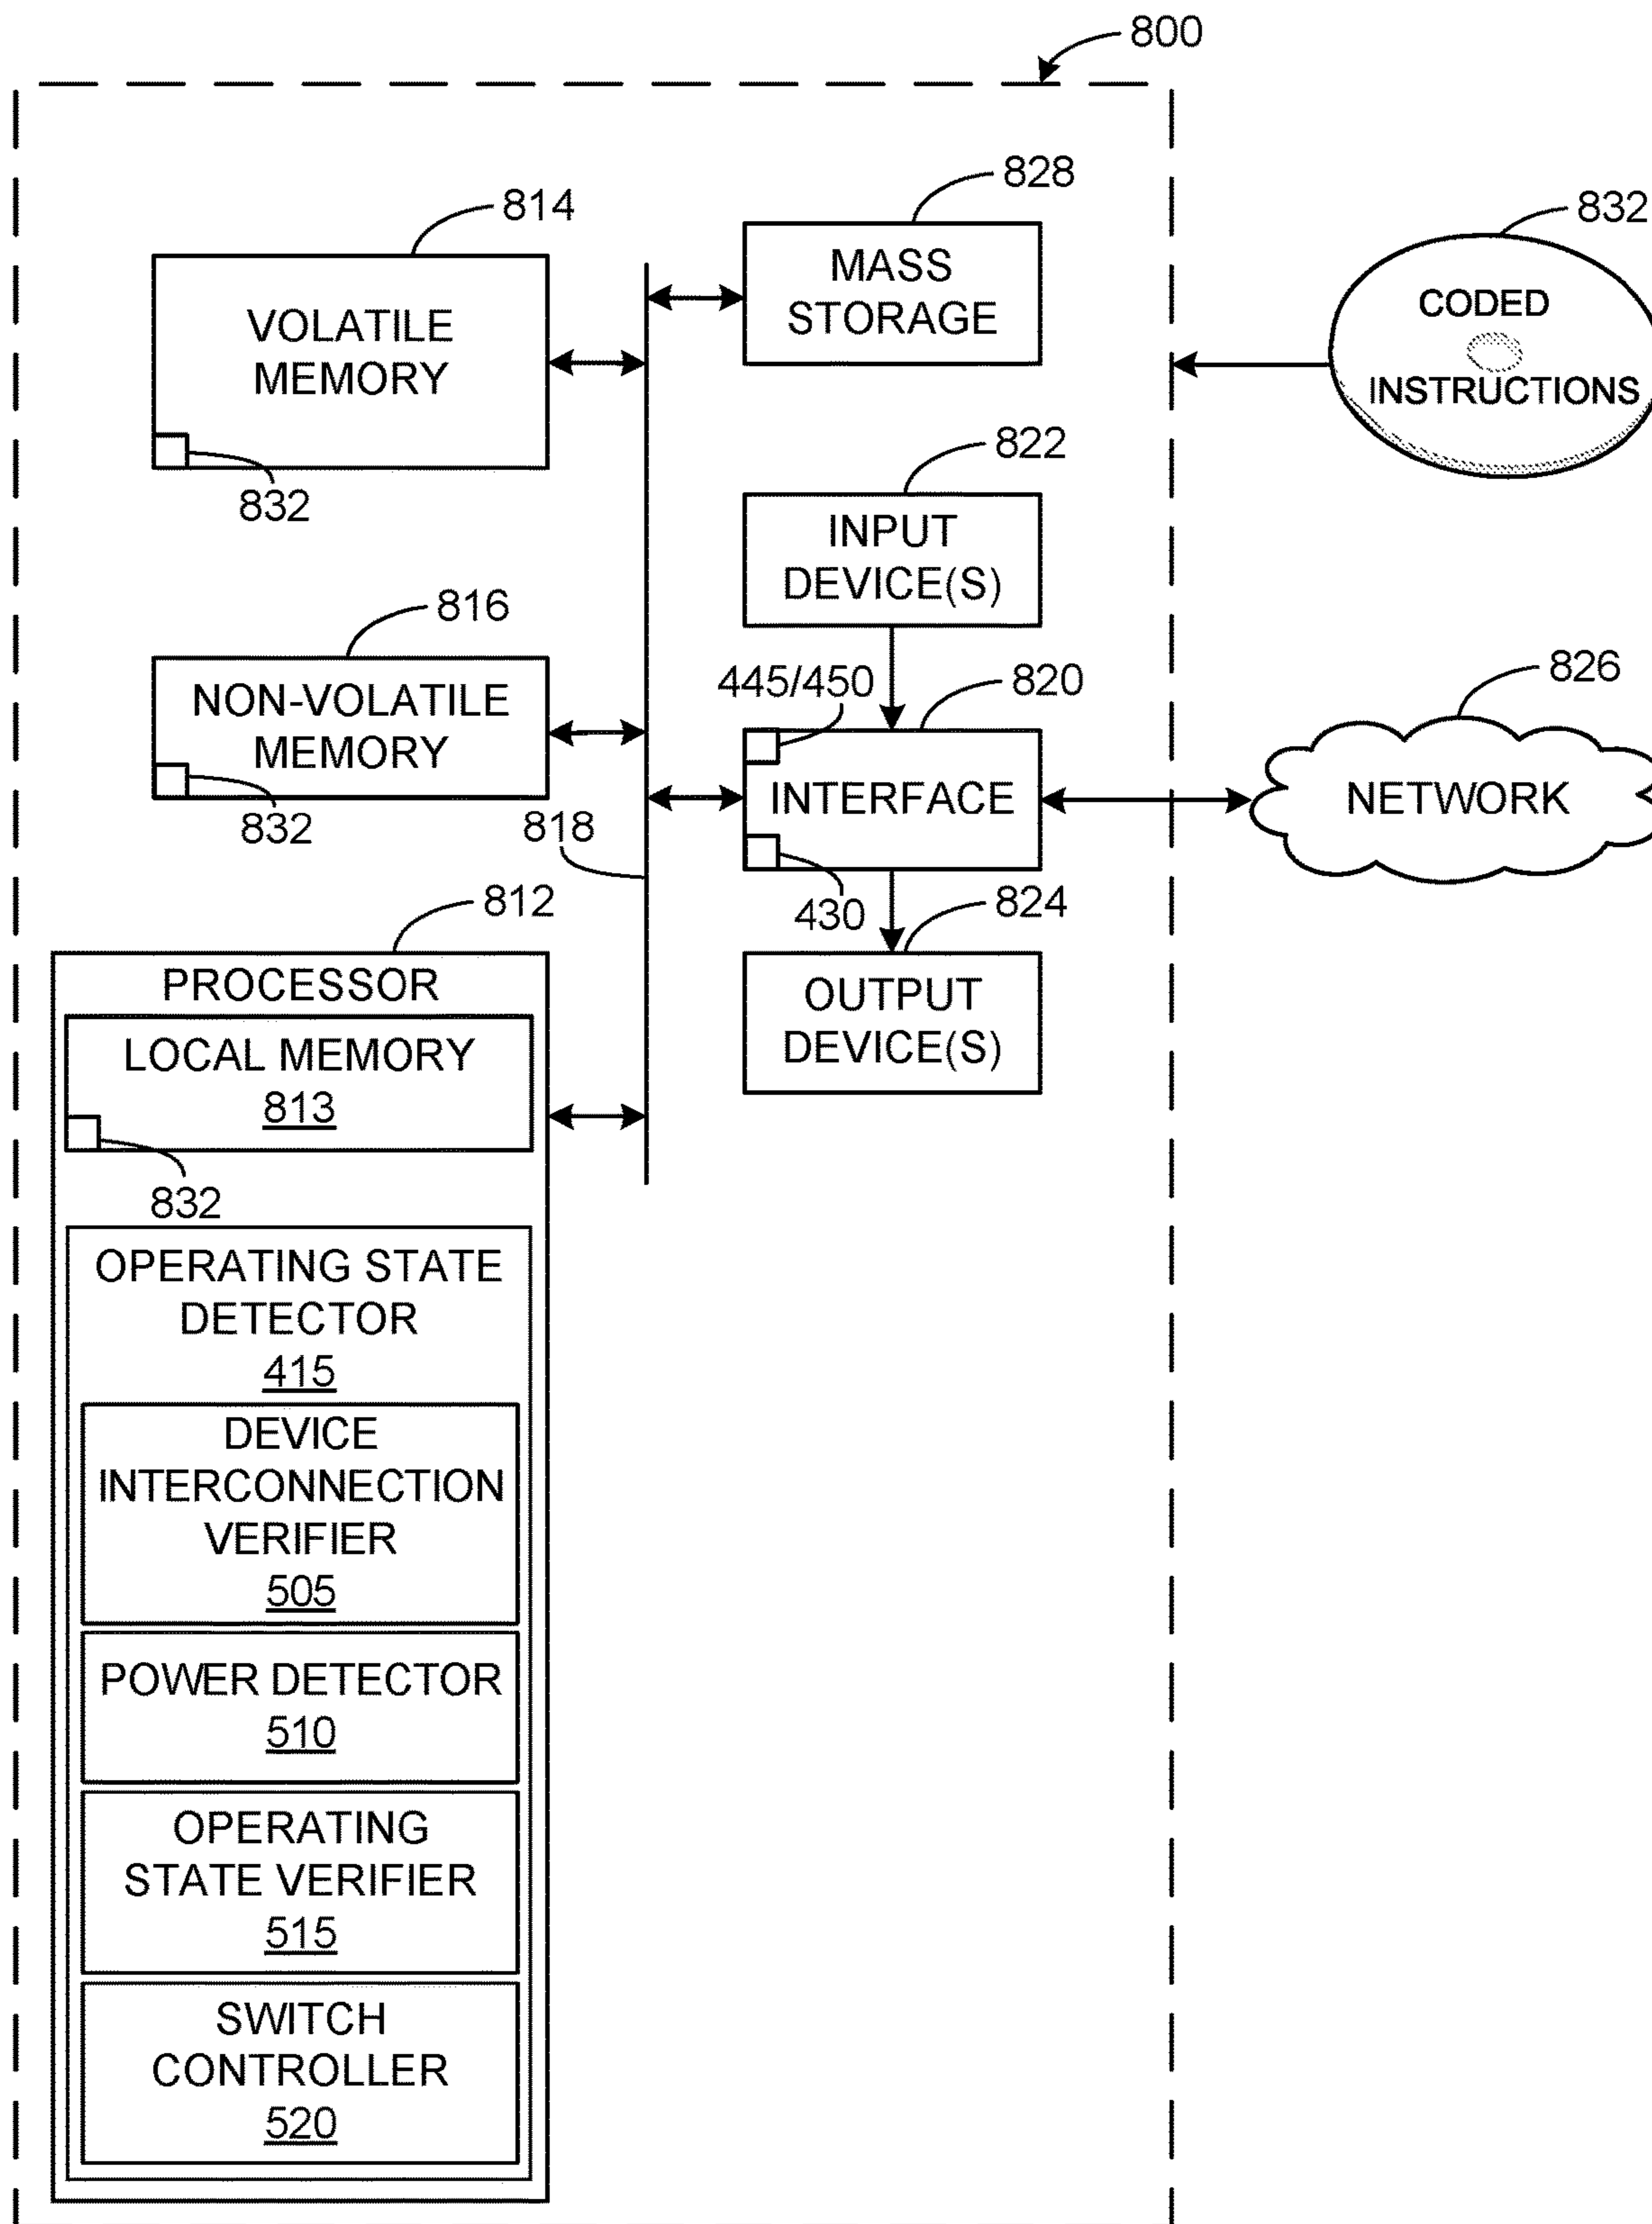 800
814
VOLATILE
MEMORY
832
828
MASS
STORAGE
832
CODED
INSTRUCTIONS
822
INPUT
DEVICE(S)
816
NON-VOLATILE
MEMORY
832
818
445/450
820
INTERFACE
430
826
NETWORK
824
OUTPUT
DEVICE(S)
812
PROCESSOR
LOCAL MEMORY
813
832
OPERATING STATE
DETECTOR
415
DEVICE
INTERCONNECTION
VERIFIER
505
POWER DETECTOR
510
OPERATING
STATE VERIFIER
515
SWITCH
CONTROLLER
520